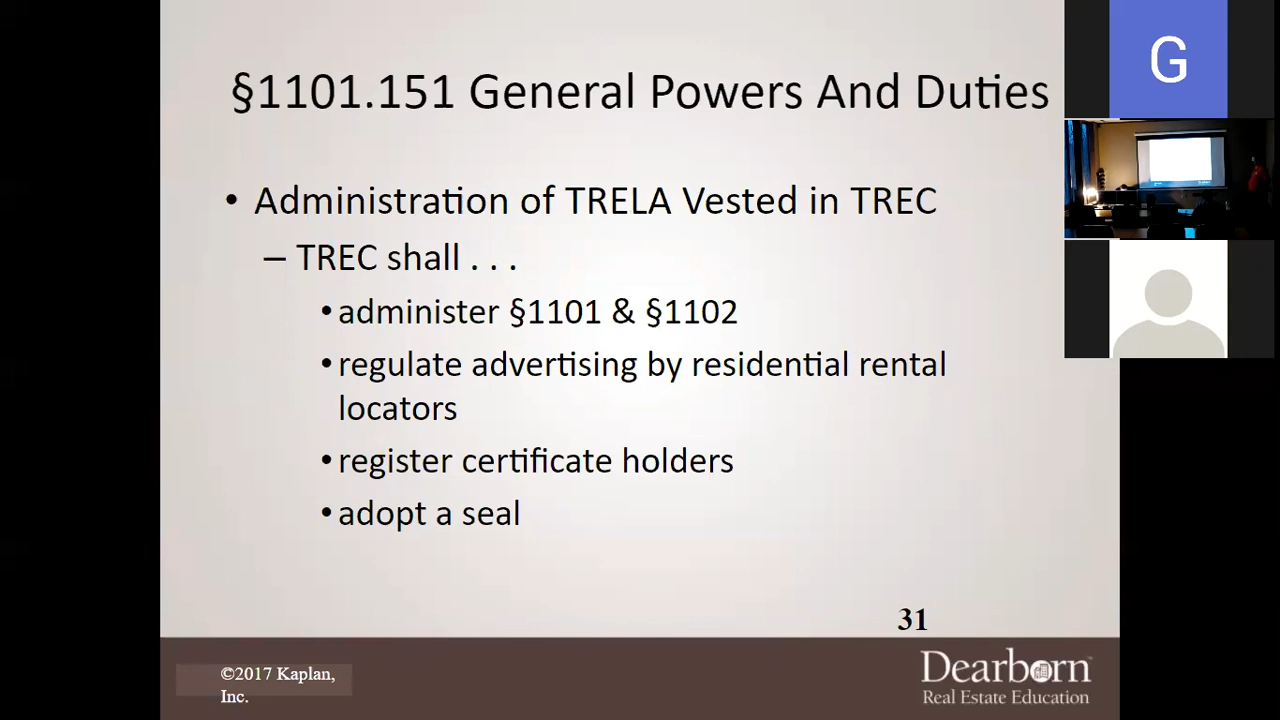 §1101.151 General Powers And Duties
• Administration of TRELA Vested in TREC
– TREC shall . . .
• administer §1101 & §1102
• regulate advertising by residential rental
locators
• register certificate holders
• adopt a seal
31
©2017 Kaplan,
Inc.
Dearborn
Real Estate Education
G